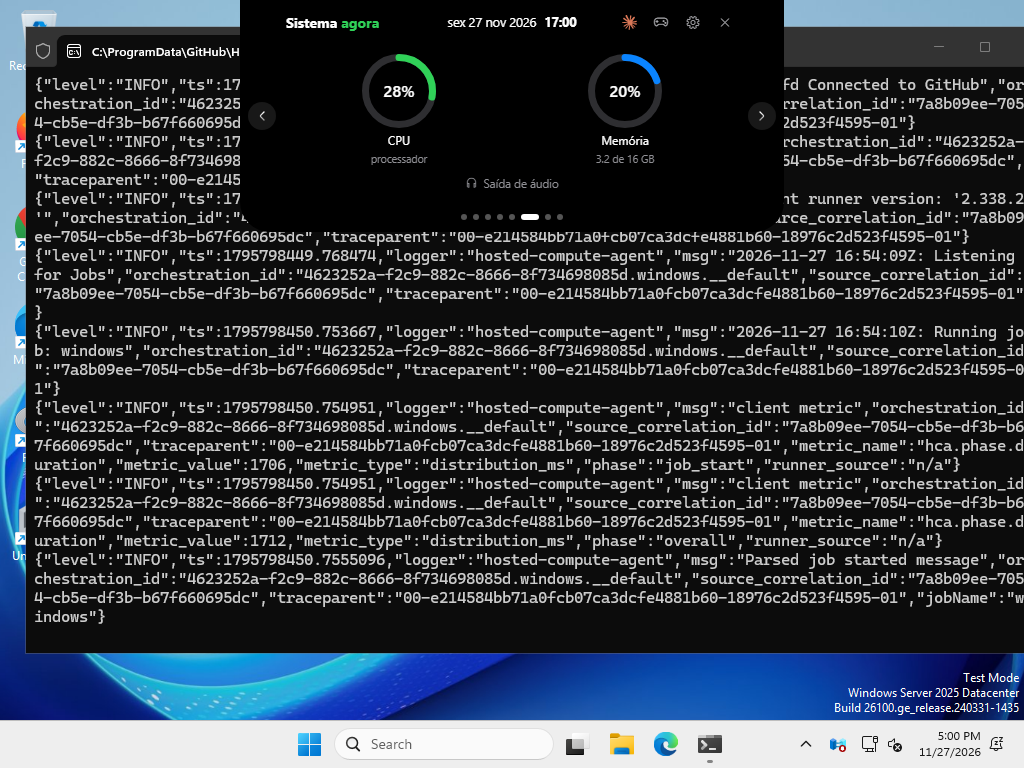 Sistema agora
sex 27 nov 2026 17:00
C:\ProgramData\GitHub\H
28%
20%
CPU
processador
Memória
3.2 de 16 GB
Saída de áudio
{"level":"INFO","ts":17
fd Connected to GitHub","or
chestration_id":"4623252
correlation_id":"7a8b09ee-705
4-cb5e-df3b-b67f660695d
c2d523f4595-01"}
{"level":"INFO","ts":17
"orchestration_id":"4623252a-
f2c9-882c-8666-8f734698
54-cb5e-df3b-b67f660695dc",
"traceparent":"00-e2145
{"level":"INFO","ts":17
nt runner version: '2.338.2
'","orchestration_id":"4
urce_correlation_id":"7a8b09
ee-7054-cb5e-df3b-b67f660695dc","traceparent":"00-e214584bb71a0fcb07ca3dcfe4881b60-18976c2d523f4595-01"}
{"level":"INFO","ts":1795798449.768474,"logger":"hosted-compute-agent","msg":"2026-11-27 16:54:09Z: Listening
for Jobs","orchestration_id":"4623252a-f2c9-882c-8666-8f734698085d.windows.__default","source_correlation_id":
"7a8b09ee-7054-cb5e-df3b-b67f660695dc","traceparent":"00-e214584bb71a0fcb07ca3dcfe4881b60-18976c2d523f4595-01"
}
{"level":"INFO","ts":1795798450.753667,"logger":"hosted-compute-agent","msg":"2026-11-27 16:54:10Z: Running jo
b: windows","orchestration_id":"4623252a-f2c9-882c-8666-8f734698085d.windows.__default","source_correlation_id
":"7a8b09ee-7054-cb5e-df3b-b67f660695dc","traceparent":"00-e214584bb71a0fcb07ca3dcfe4881b60-18976c2d523f4595-0
1"}
{"level":"INFO","ts":1795798450.754951,"logger":"hosted-compute-agent","msg":"client metric","orchestration_id
":"4623252a-f2c9-882c-8666-8f734698085d.windows.__default","source_correlation_id":"7a8b09ee-7054-cb5e-df3b-b6
7f660695dc","traceparent":"00-e214584bb71a0fcb07ca3dcfe4881b60-18976c2d523f4595-01","metric_name":"hca.phase.d
uration","metric_value":1706,"metric_type":"distribution_ms","phase":"job_start","runner_source":"n/a"}
{"level":"INFO","ts":1795798450.754951,"logger":"hosted-compute-agent","msg":"client metric","orchestration_id
":"4623252a-f2c9-882c-8666-8f734698085d.windows.__default","source_correlation_id":"7a8b09ee-7054-cb5e-df3b-b6
7f660695dc","traceparent":"00-e214584bb71a0fcb07ca3dcfe4881b60-18976c2d523f4595-01","metric_name":"hca.phase.d
uration","metric_value":1712,"metric_type":"distribution_ms","phase":"overall","runner_source":"n/a"}
{"level":"INFO","ts":1795798450.7555096,"logger":"hosted-compute-agent","msg":"Parsed job started message","or
chestration_id":"4623252a-f2c9-882c-8666-8f734698085d.windows.__default","source_correlation_id":"7a8b09ee-705
4-cb5e-df3b-b67f660695dc","traceparent":"00-e214584bb71a0fcb07ca3dcfe4881b60-18976c2d523f4595-01","jobName":"w
indows"}
Test Mode
Windows Server 2025 Datacenter
Build 26100.ge_release.240331-1435
Search
5:00 PM
11/27/2026